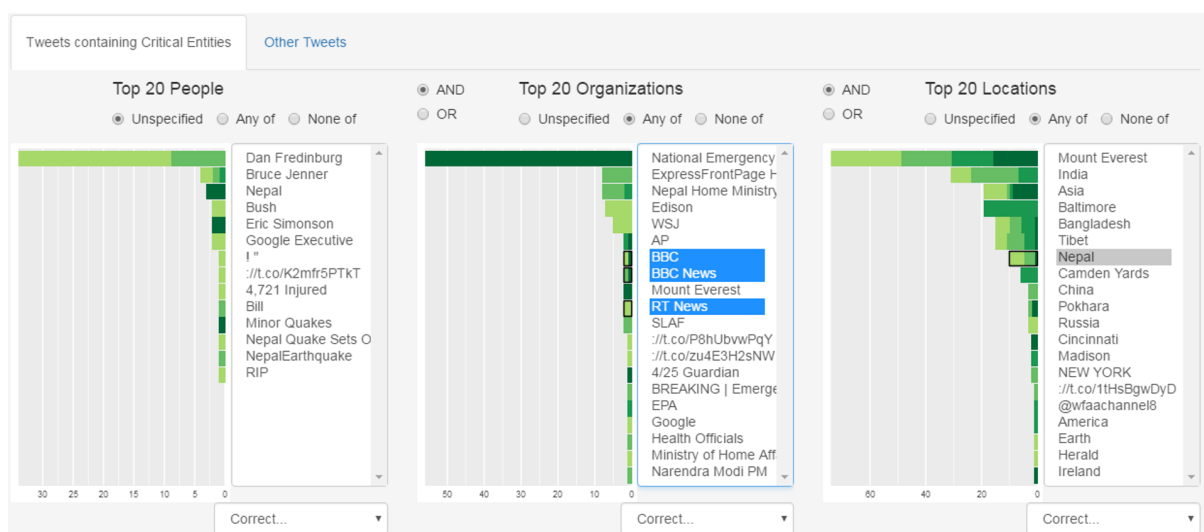 Tweets containing Critical Entities
Other Tweets
Top 20 People
Unspecified
Any of
None of
Dan Fredinburg
Bruce Jenner
Nepal
Bush
Eric Simonson
Google Executive
! "
://t.co/K2mfr5PTkT
4,721 Injured
Bill
Minor Quakes
Nepal Quake Sets O
NepalEarthquake
RIP
30 25 20 15 10 5 0
Correct...
AND
OR
Top 20 Organizations
Unspecified
Any of
None of
National Emergency
ExpressFrontPage H
Nepal Home Ministry
Edison
WSJ
AP
BBC
BBC News
Mount Everest
RT News
SLAF
://t.co/P8hUbvwPqY
://t.co/zu4E3H2sNW
4/25 Guardian
BREAKING | Emerge
EPA
Google
Health Officials
Ministry of Home Aff
Narendra Modi PM
50 40 30 20 10 0
Correct...
AND
OR
Top 20 Locations
Unspecified
Any of
None of
Mount Everest
India
Asia
Baltimore
Bangladesh
Tibet
Nepal
Camden Yards
China
Pokhara
Russia
Cincinnati
Madison
NEW YORK
://t.co/1tHsBgwDyD
@wfaachannel8
America
Earth
Herald
Ireland
60 40 20 0
Correct...